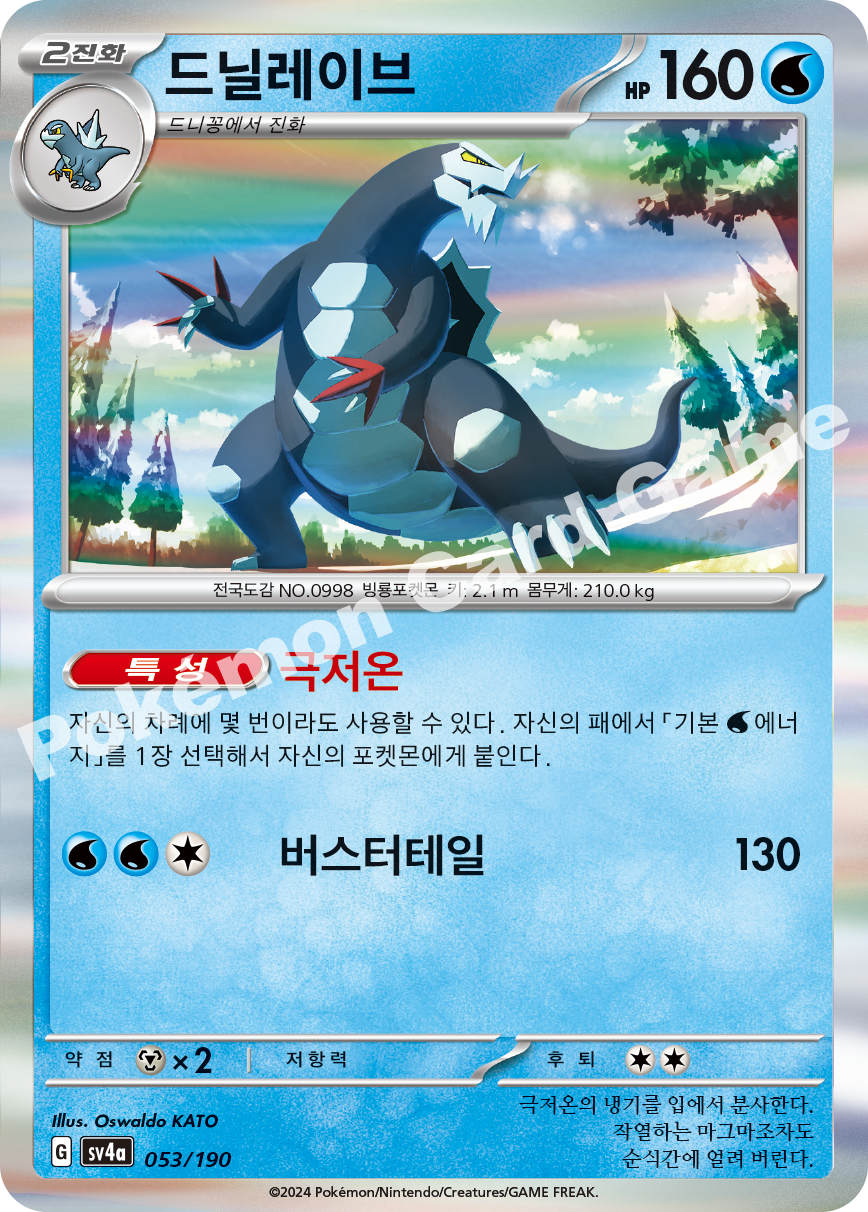 2진화
드닐레이브
HP 160
드니꽁에서 진화
전국도감 NO.0998 빙룡포켓몬 키: 2.1 m 몸무게: 210.0 kg
특성 극저온
자신의 차례에 몇 번이라도 사용할 수 있다. 자신의 패에서 「기본 에너
지」를 1장 선택해서 자신의 포켓몬에게 붙인다.
버스터테일 130
약점 ×2 저항력 후퇴
극저온의 냉기를 입에서 분사한다.
작열하는 마그마조차도
순식간에 얼려 버린다.
Illus. Oswaldo KATO
G sv4a 053/190
©2024 Pokémon/Nintendo/Creatures/GAME FREAK.
Pokémon Card Game